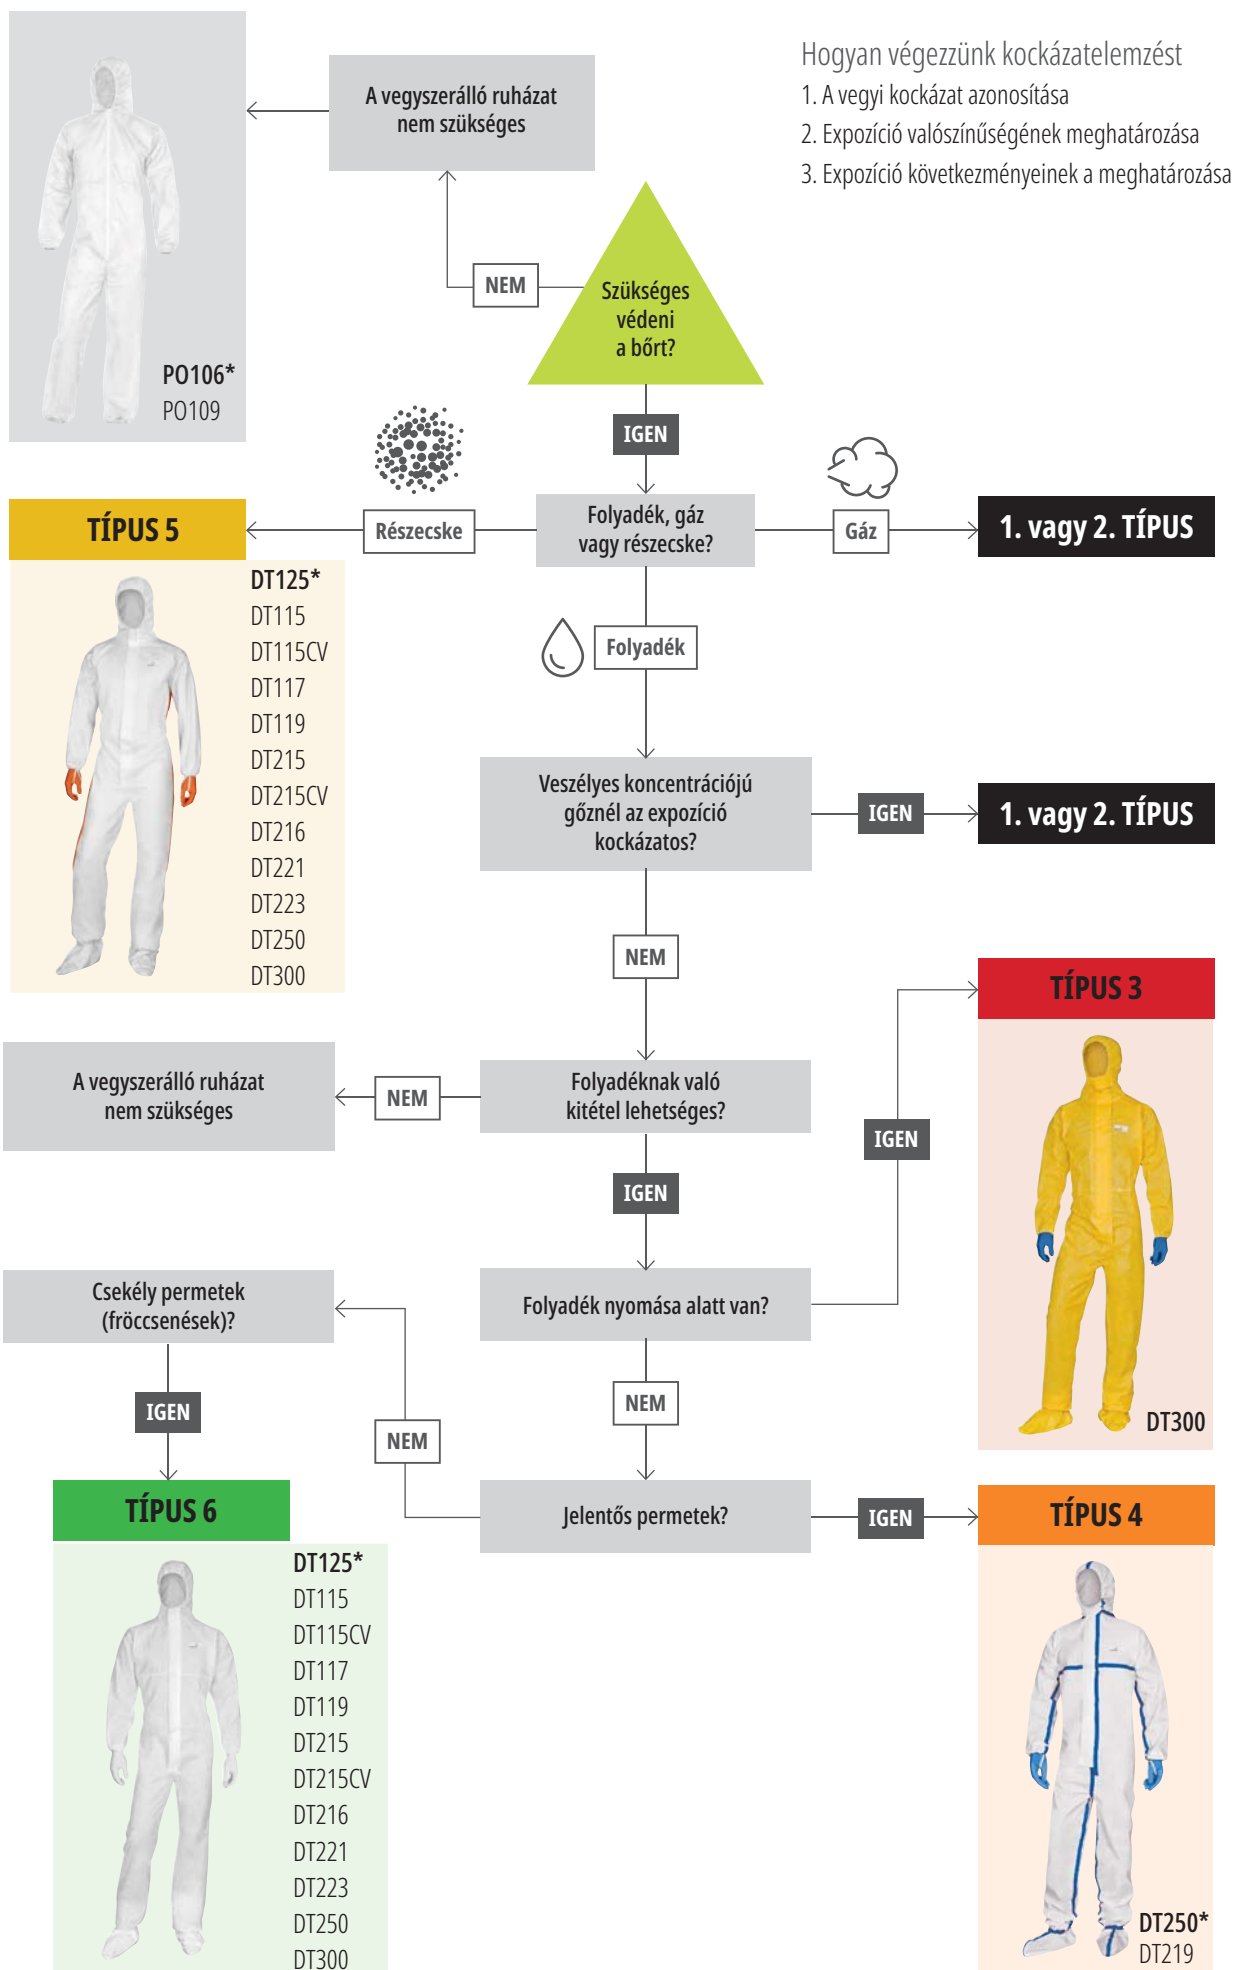 Hogyan végezzünk kockázatelemzést
1. A vegyi kockázat azonosítása
2. Expozíció valószínűségének meghatározása
3. Expozíció következményeinek a meghatározása
A vegyszerálló ruházat
nem szükséges
PO106*
PO109
NEM
Szükséges
védeni
a bőrt?
IGEN
TÍPUS 5
Részecske
Folyadék, gáz
vagy részecske?
Gáz
1. vagy 2. TÍPUS
DT125*
DT115
DT115CV
DT117
DT119
DT215
DT215CV
DT216
DT221
DT223
DT250
DT300
Folyadék
Veszélyes koncentrációjú
gőznél az expozíció
kockázatos?
IGEN
1. vagy 2. TÍPUS
NEM
TÍPUS 3
DT300
A vegyszerálló ruházat
nem szükséges
NEM
Folyadéknak való
kitétel lehetséges?
IGEN
IGEN
Csekély permetek
(fröccsenések)?
Folyadék nyomása alatt van?
IGEN
NEM
NEM
TÍPUS 6
Jelentős permetek?
IGEN
TÍPUS 4
DT125*
DT115
DT115CV
DT117
DT119
DT215
DT215CV
DT216
DT221
DT223
DT250
DT300
DT250*
DT219